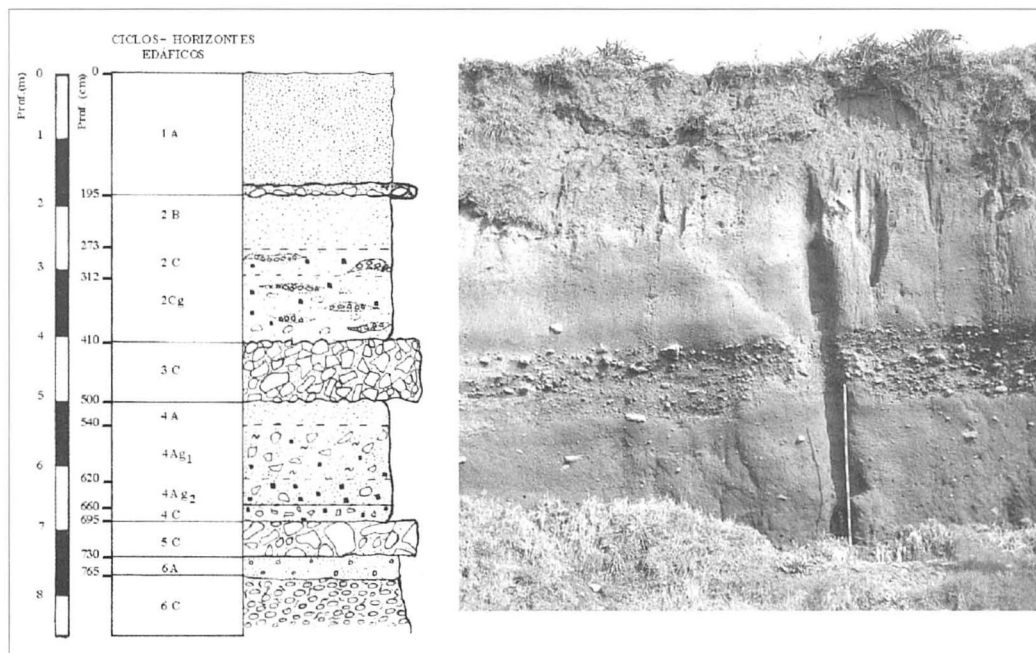 CICLOS - HORIZONTES
EDÁFICOS
Prof.(m)
Prof (cm)
0
1
2
3
4
5
6
7
8
0
195
273
312
410
500
540
620
660
695
730
765
1 A
2 B
2 C
2Cg
3 C
4 A
4Ag1
4Ag2
4 C
5 C
6A
6 C